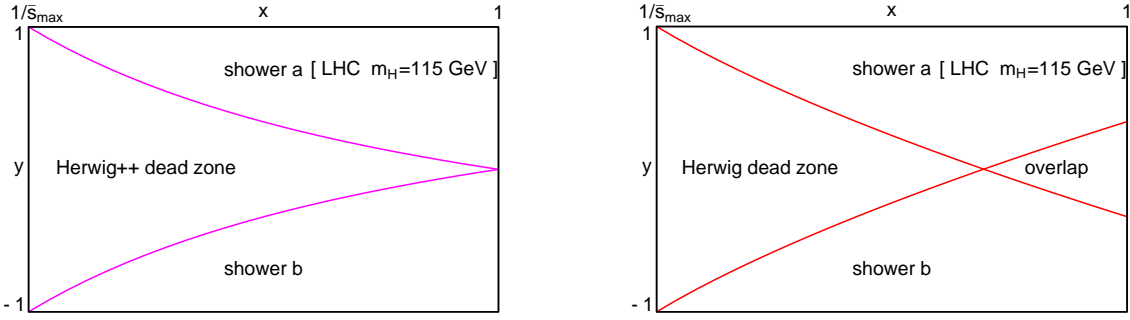 1/s̄max x 1
1
shower a [ LHC mH=115 GeV ]
y Herwig++ dead zone
shower b
- 1
1/s̄max x 1
1
shower a [ LHC mH=115 GeV ]
y Herwig dead zone overlap
shower b
- 1